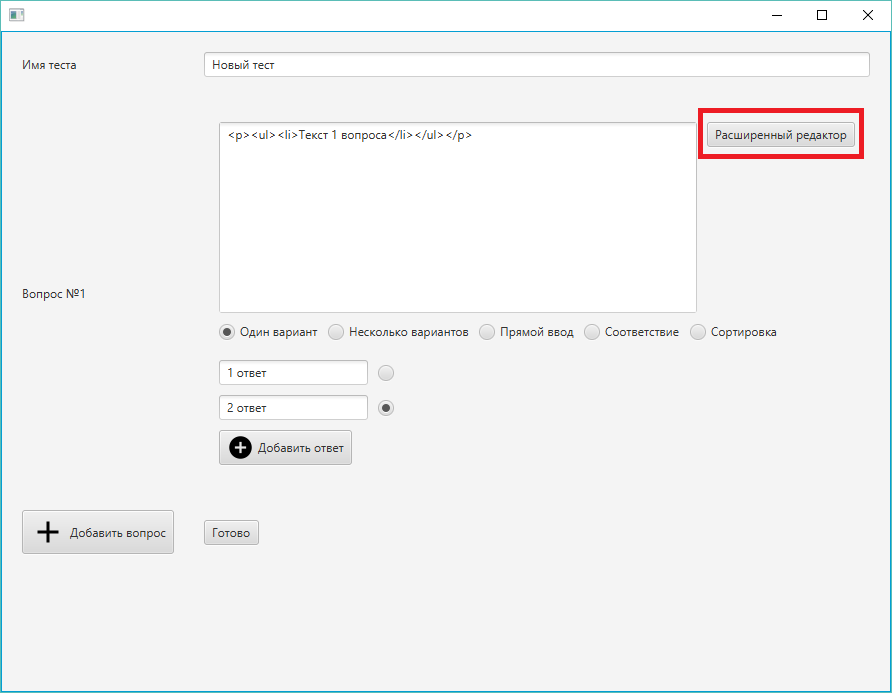 Имя теста
Новый тест
<p><ul><li>Текст 1 вопроса</li></ul></p>
Расширенный редактор
Вопрос №1
Один вариант Несколько вариантов Прямой ввод Соответствие Сортировка
1 ответ
2 ответ
Добавить ответ
Добавить вопрос
Готово